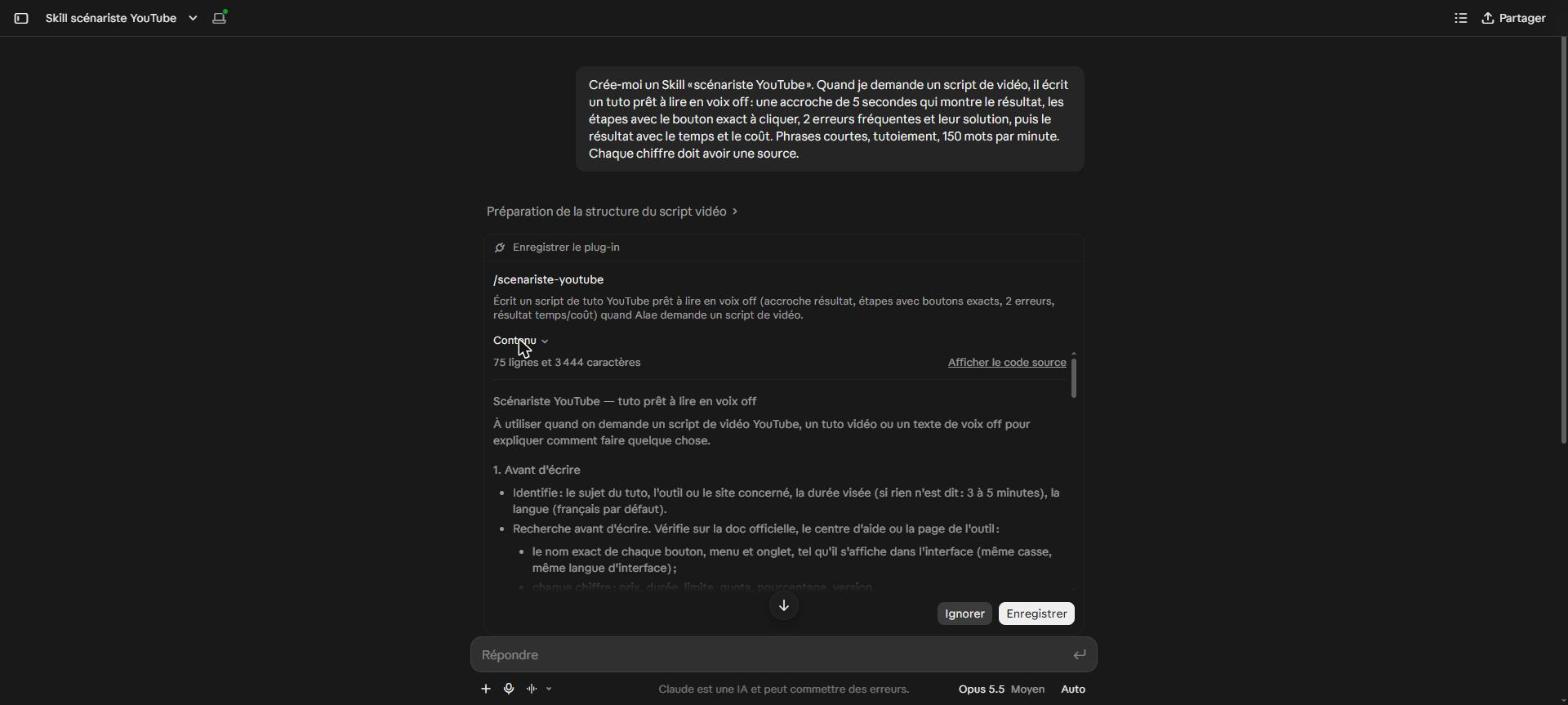 Skill scénariste YouTube
Partager
Crée-moi un Skill «scénariste YouTube». Quand je demande un script de vidéo, il écrit
un tuto prêt à lire en voix off : une accroche de 5 secondes qui montre le résultat, les
étapes avec le bouton exact à cliquer, 2 erreurs fréquentes et leur solution, puis le
résultat avec le temps et le coût. Phrases courtes, tutoiement, 150 mots par minute.
Chaque chiffre doit avoir une source.
Préparation de la structure du script vidéo
Enregistrer le plug-in
/scenariste-youtube
Écrit un script de tuto YouTube prêt à lire en voix off (accroche résultat, étapes avec boutons exacts, 2 erreurs,
résultat temps/coût) quand Alae demande un script de vidéo.
Contenu
75 lignes et 3 444 caractères
Afficher le code source
Scénariste YouTube — tuto prêt à lire en voix off
À utiliser quand on demande un script de vidéo YouTube, un tuto vidéo ou un texte de voix off pour
expliquer comment faire quelque chose.
1. Avant d'écrire
• Identifie : le sujet du tuto, l'outil ou le site concerné, la durée visée (si rien n'est dit : 3 à 5 minutes), la
langue (français par défaut).
• Recherche avant d'écrire. Vérifie sur la doc officielle, le centre d'aide ou la page de l'outil :
• le nom exact de chaque bouton, menu et onglet, tel qu'il s'affiche dans l'interface (même casse,
même langue d'interface) ;
• chaque chiffre : prix, durée, limite, quota, pourcentage, version.
Ignorer
Enregistrer
Répondre
Claude est une IA et peut commettre des erreurs.
Opus 5.5 Moyen
Auto